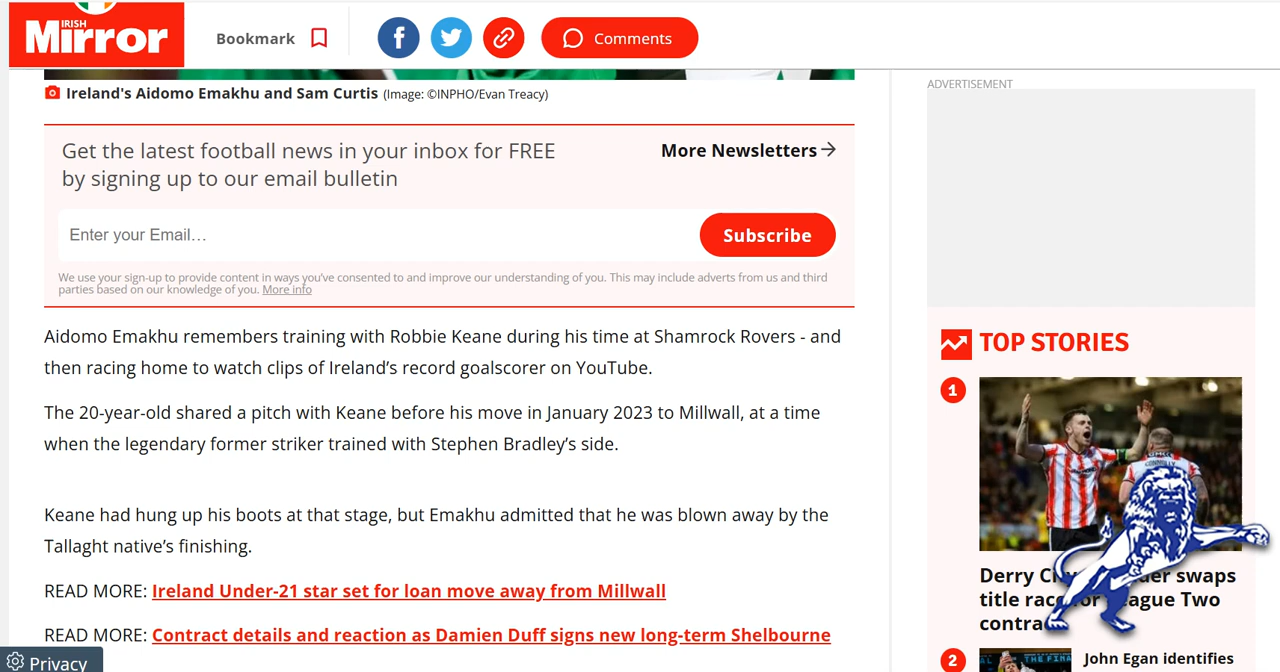 IRISH
Mirror
Bookmark
Comments
Ireland's Aidomo Emakhu and Sam Curtis (Image: ©INPHO/Evan Treacy)
ADVERTISEMENT
Get the latest football news in your inbox for FREE
by signing up to our email bulletin
More Newsletters
Enter your Email…
Subscribe
We use your sign-up to provide content in ways you've consented to and improve our understanding of you. This may include adverts from us and third
parties based on our knowledge of you. More info
Aidomo Emakhu remembers training with Robbie Keane during his time at Shamrock Rovers - and
then racing home to watch clips of Ireland's record goalscorer on YouTube.
The 20-year-old shared a pitch with Keane before his move in January 2023 to Millwall, at a time
when the legendary former striker trained with Stephen Bradley's side.
Keane had hung up his boots at that stage, but Emakhu admitted that he was blown away by the
Tallaght native's finishing.
READ MORE: Ireland Under-21 star set for loan move away from Millwall
READ MORE: Contract details and reaction as Damien Duff signs new long-term Shelbourne
Privacy
TOP STORIES
1
CONNOLLY
Derry swaps
title race for League Two
2
THE FINA
John Egan identifies